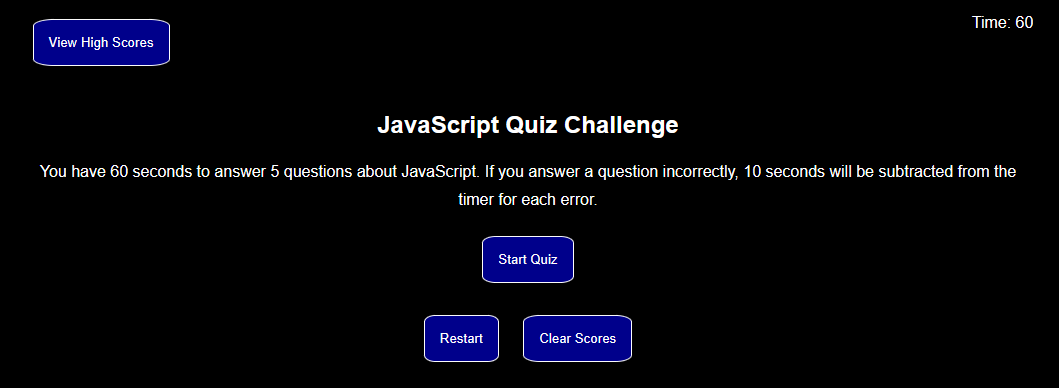 View High Scores
Time: 60
JavaScript Quiz Challenge
You have 60 seconds to answer 5 questions about JavaScript. If you answer a question incorrectly, 10 seconds will be subtracted from the
timer for each error.
Start Quiz
Restart
Clear Scores